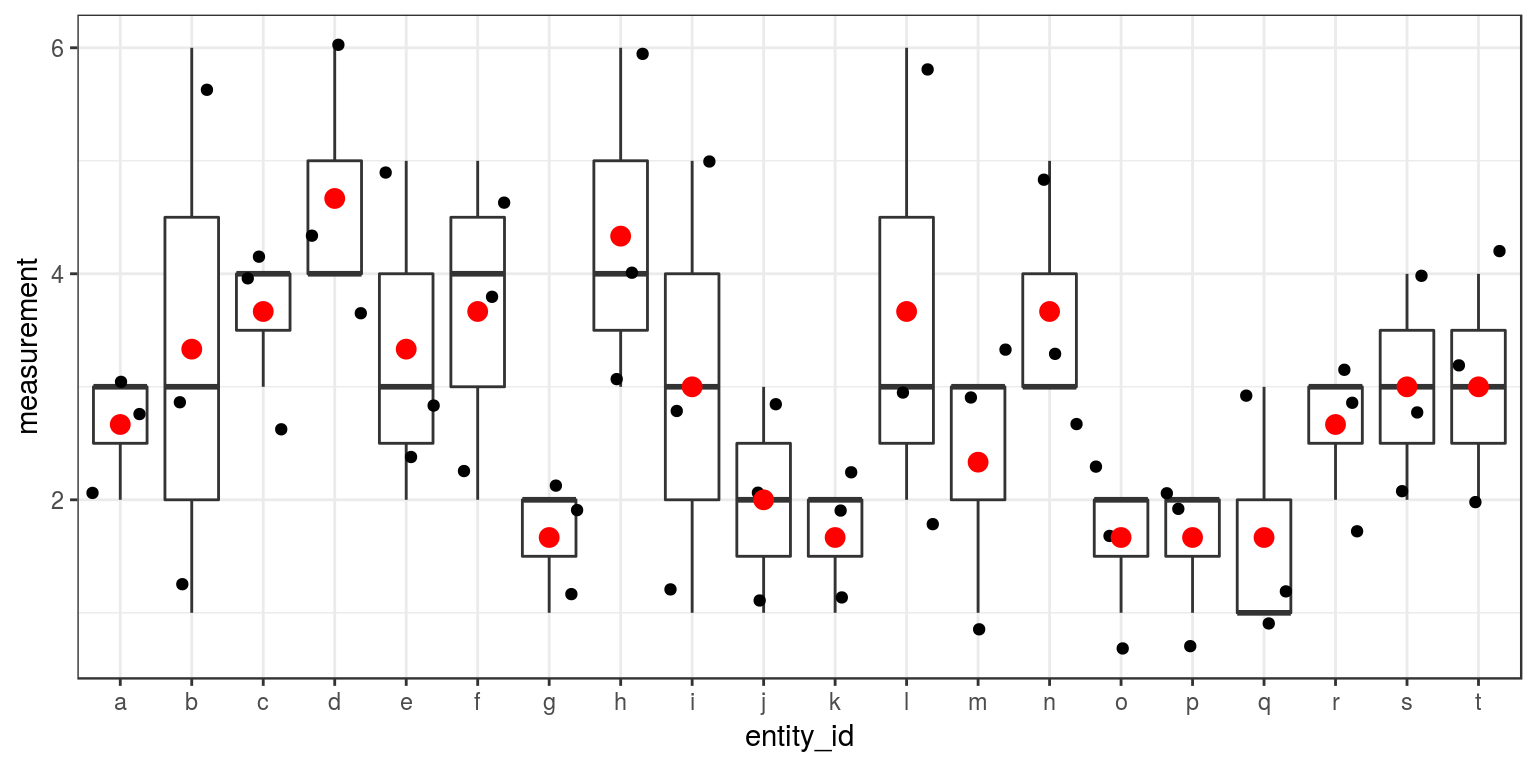 measurement
6
4
2
a b c d e f g h i j k l m n o p q r s t
entity_id